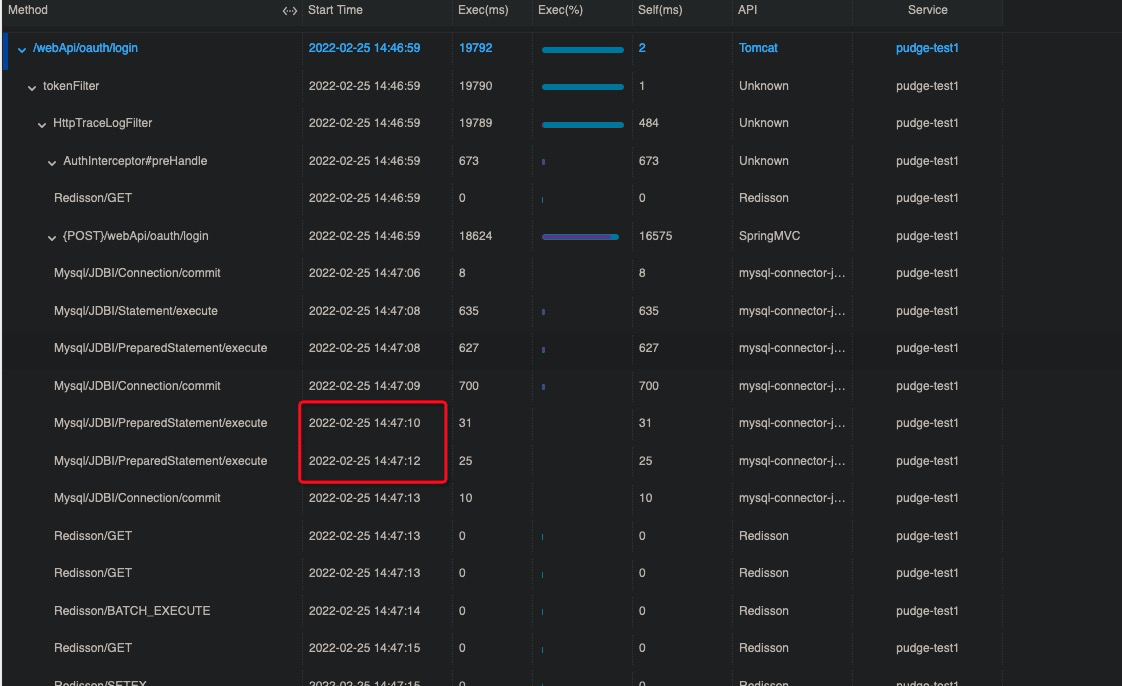 Method Start Time Exec(ms) Exec(%) Self(ms) API Service
/webApi/oauth/login 2022-02-25 14:46:59 19792 2 Tomcat pudge-test1
tokenFilter 2022-02-25 14:46:59 19790 1 Unknown pudge-test1
HttpTraceLogFilter 2022-02-25 14:46:59 19789 484 Unknown pudge-test1
AuthInterceptor#preHandle 2022-02-25 14:46:59 673 673 Unknown pudge-test1
Redisson/GET 2022-02-25 14:46:59 0 0 Redisson pudge-test1
{POST}/webApi/oauth/login 2022-02-25 14:46:59 18624 16575 SpringMVC pudge-test1
Mysql/JDBI/Connection/commit 2022-02-25 14:47:06 8 8 mysql-connector-j... pudge-test1
Mysql/JDBI/Statement/execute 2022-02-25 14:47:08 635 635 mysql-connector-j... pudge-test1
Mysql/JDBI/PreparedStatement/execute 2022-02-25 14:47:08 627 627 mysql-connector-j... pudge-test1
Mysql/JDBI/Connection/commit 2022-02-25 14:47:09 700 700 mysql-connector-j... pudge-test1
Mysql/JDBI/PreparedStatement/execute 2022-02-25 14:47:10 31 31 mysql-connector-j... pudge-test1
Mysql/JDBI/PreparedStatement/execute 2022-02-25 14:47:12 25 25 mysql-connector-j... pudge-test1
Mysql/JDBI/Connection/commit 2022-02-25 14:47:13 10 10 mysql-connector-j... pudge-test1
Redisson/GET 2022-02-25 14:47:13 0 0 Redisson pudge-test1
Redisson/GET 2022-02-25 14:47:13 0 0 Redisson pudge-test1
Redisson/BATCH_EXECUTE 2022-02-25 14:47:14 0 0 Redisson pudge-test1
Redisson/GET 2022-02-25 14:47:15 0 0 Redisson pudge-test1
Redisson/SETEX 2022-02-25 14:47:15 0 0 Redisson pudge-test1